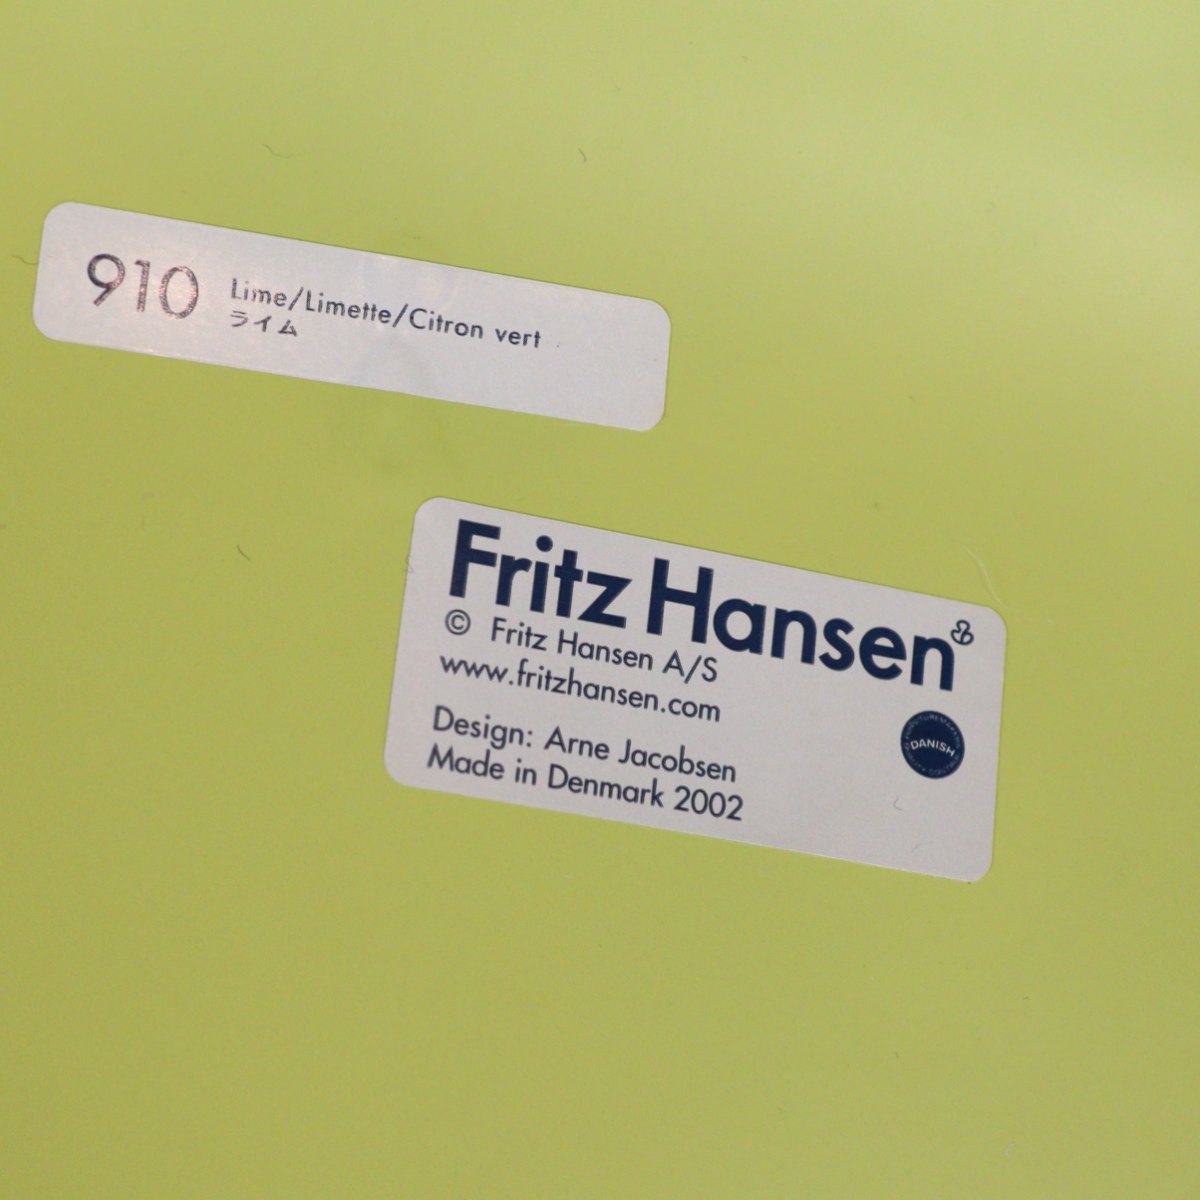 910
Lime/Limette/Citron vert
ライム
Fritz Hansen
© Fritz Hansen A/S
www.fritzhansen.com
Design: Arne Jacobsen
Made in Denmark 2002
DANISH